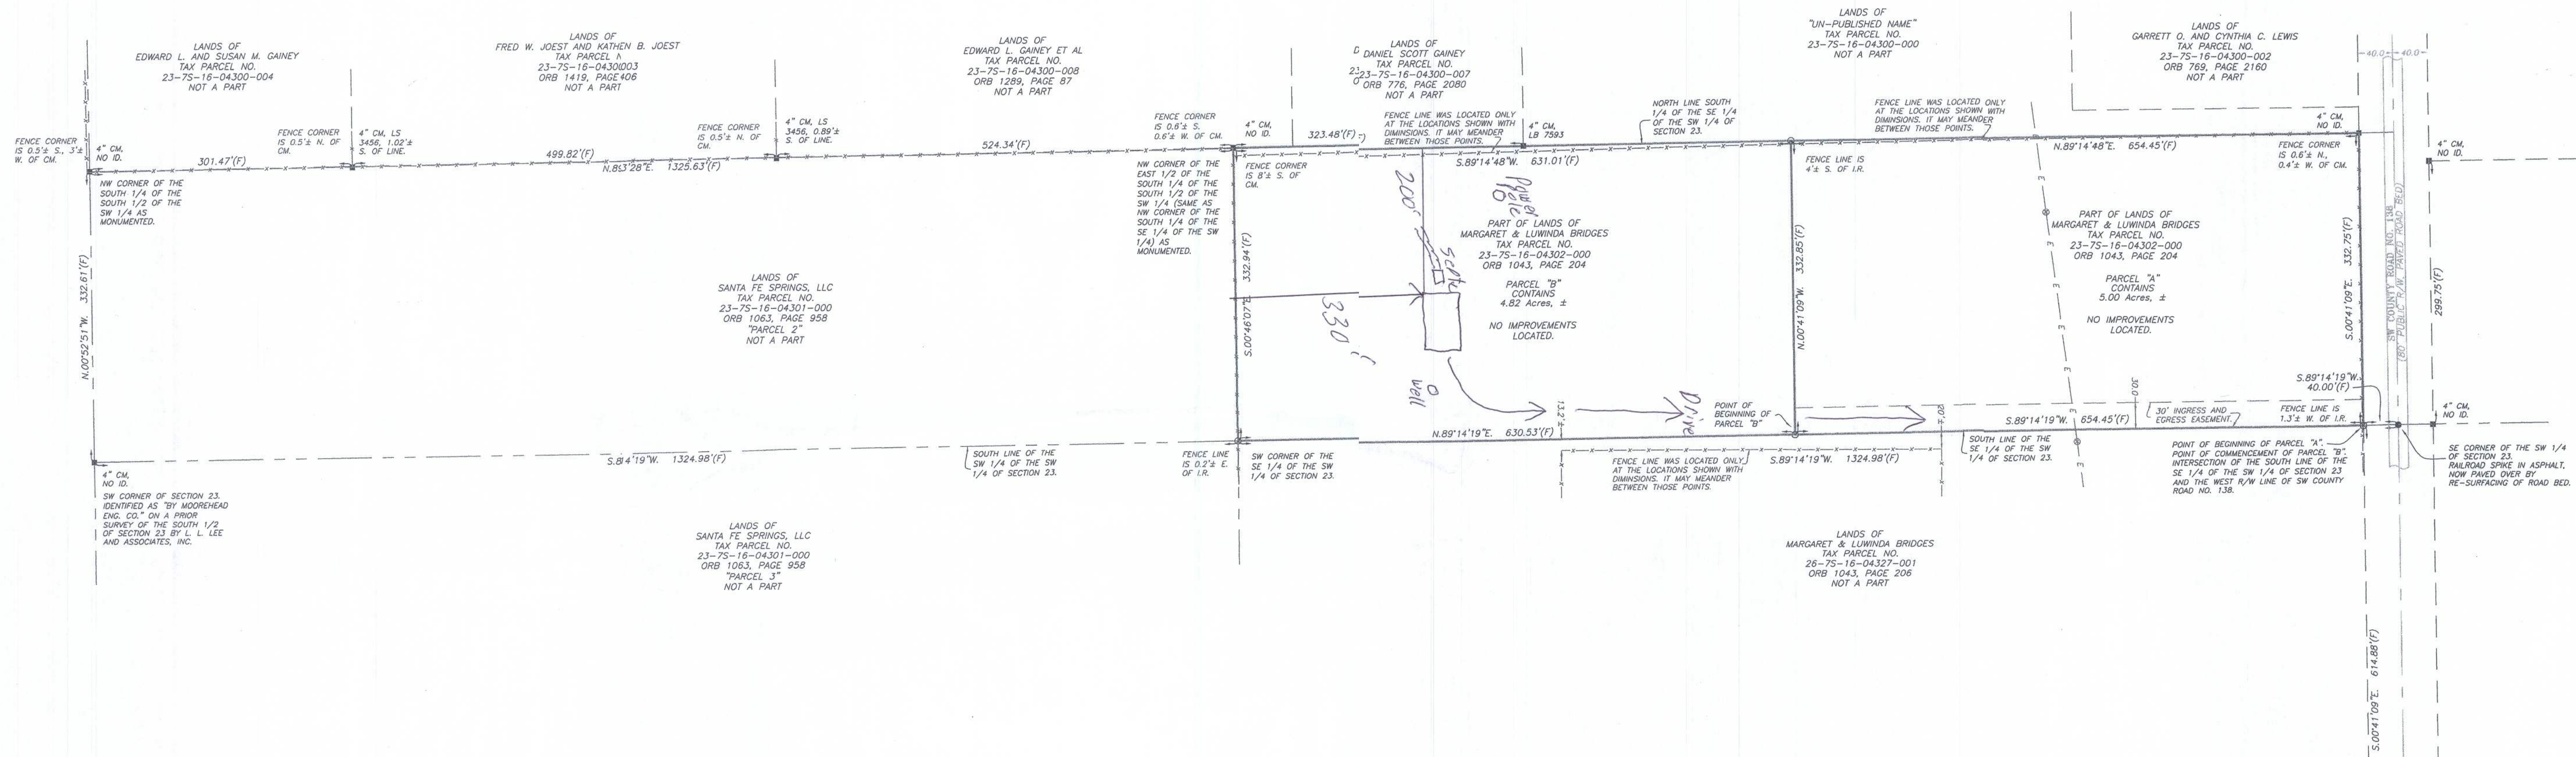 LANDS OF
EDWARD L. AND SUSAN M. GAINEY
TAX PARCEL NO.
23-7S-16-04300-004
NOT A PART
LANDS OF
FRED W. JOEST AND KATHEN B. JOEST
TAX PARCEL
ORB 1419, PAGE 406
NOT A PART
LANDS OF
EDWARD L. GAINEY ET AL
TAX PARCEL NO.
23-7S-16-04300-008
ORB 1289, PAGE 87
NOT A PART
LANDS OF
DANIEL SCOTT GAINEY
TAX PARCEL NO.
23-7S-16-04300-007
ORB 776, PAGE 2080
NOT A PART
LANDS OF
"UN-PUBLISHED NAME"
TAX PARCEL NO.
23-7S-16-04300-000
NOT A PART
LANDS OF
GARRETT O. AND CYNTHIA C. LEWIS
TAX PARCEL NO.
23-7S-16-04300-002
ORB 769, PAGE 2160
NOT A PART
40.0
40.0
FENCE CORNER
IS 0.5'± S., 3'±
W. OF CM.
4" CM,
NO ID.
301.47'(F)
FENCE CORNER
IS 0.5'± N. OF
CM.
4" CM, LS
3456, 1.02'±
S. OF LINE.
499.82'(F)
FENCE CORNER
IS 0.5'± N. OF
CM.
4" CM, LS
3456, 0.89'±
S. OF LINE.
524.34'(F)
1325.63'(F)
FENCE CORNER
IS 0.6'± S.
0.6'± W. OF CM.
4" CM,
NO ID.
323.48'(F)
FENCE LINE WAS LOCATED ONLY
AT THE LOCATIONS SHOWN WITH
DIMINSIONS. IT MAY MEANDER
BETWEEN THOSE POINTS.
4" CM,
LB 7593
S.89°14'48"W. 631.01'(F)
NORTH LINE SOUTH
1/4 OF THE SE 1/4
OF THE SW 1/4 OF
SECTION 23.
FENCE LINE WAS LOCATED ONLY
AT THE LOCATIONS SHOWN WITH
DIMINSIONS. IT MAY MEANDER
BETWEEN THOSE POINTS.
4" CM,
NO ID.
N.89°14'48"E. 654.45'(F)
4" CM,
NO ID.
NW CORNER OF THE
SOUTH 1/4 OF THE
SOUTH 1/2 OF THE
SW 1/4 AS
MONUMENTED.
NW CORNER OF THE
EAST 1/2 OF THE
SOUTH 1/4 OF THE
SOUTH 1/2 OF THE
SW 1/4 (SAME AS
NW CORNER OF THE
SOUTH 1/4 OF THE
SE 1/4 OF THE SW
1/4) AS
MONUMENTED.
FENCE CORNER
IS 8'± S. OF
CM.
FENCE LINE IS
4'± S. OF I.R.
FENCE CORNER
IS 0.6'± N.,
0.4'± W. OF CM.
N.00°52'51"W. 332.61'(F)
LANDS OF
SANTA FE SPRINGS, LLC
TAX PARCEL NO.
23-7S-16-04301-000
ORB 1063, PAGE 958
"PARCEL 2"
NOT A PART
S.00°46'07"E. 332.94'(F)
200'
Power
Pole
Septic
330'
Well
Drive
PART OF LANDS OF
MARGARET & LUWINDA BRIDGES
TAX PARCEL NO.
23-7S-16-04302-000
ORB 1043, PAGE 204
PARCEL "B"
CONTAINS
4.82 Acres, ±
NO IMPROVEMENTS
LOCATED.
N.00°41'09"W. 332.85'(F)
PART OF LANDS OF
MARGARET & LUWINDA BRIDGES
TAX PARCEL NO.
23-7S-16-04302-000
ORB 1043, PAGE 204
PARCEL "A"
CONTAINS
5.00 Acres, ±
NO IMPROVEMENTS
LOCATED.
E E E E E E
S.00°41'09"E. 332.75'(F)
SW COUNTY ROAD NO. 138
(80' PUBLIC R/W, PAVED ROAD BED)
299.75'(F)
S.89°14'19"W.
40.00'(F)
POINT OF
BEGINNING OF
PARCEL "B"
13.2'±
N.89°14'19"E. 630.53'(F)
30.0'
S.89°14'19"W. 654.45'(F)
30' INGRESS AND
EGRESS EASEMENT.
FENCE LINE IS
1.3'± W. OF I.R.
4" CM,
NO ID.
4" CM,
NO ID.
SW CORNER OF SECTION 23.
IDENTIFIED AS "BY MOOREHEAD
ENG. CO." ON A PRIOR
SURVEY OF THE SOUTH 1/2
OF SECTION 23 BY L. L. LEE
AND ASSOCIATES, INC.
1324.98'(F)
SOUTH LINE OF THE
SW 1/4 OF THE SW
1/4 OF SECTION 23.
FENCE LINE
IS 0.2'± E.
OF I.R.
SW CORNER OF THE
SE 1/4 OF THE SW
1/4 OF SECTION 23.
FENCE LINE WAS LOCATED ONLY
AT THE LOCATIONS SHOWN WITH
DIMINSIONS. IT MAY MEANDER
BETWEEN THOSE POINTS.
S.89°14'19"W. 1324.98'(F)
SOUTH LINE OF THE
SE 1/4 OF THE SW
1/4 OF SECTION 23.
POINT OF BEGINNING OF PARCEL "A".
POINT OF COMMENCEMENT OF PARCEL "B".
INTERSECTION OF THE SOUTH LINE OF THE
SE 1/4 OF THE SW 1/4 OF SECTION 23
AND THE WEST R/W LINE OF SW COUNTY
ROAD NO. 138.
SE CORNER OF THE SW 1/4
OF SECTION 23.
RAILROAD SPIKE IN ASPHALT,
NOW PAVED OVER BY
RE-SURFACING OF ROAD BED.
LANDS OF
SANTA FE SPRINGS, LLC
TAX PARCEL NO.
23-7S-16-04301-000
ORB 1063, PAGE 958
"PARCEL 3"
NOT A PART
LANDS OF
MARGARET & LUWINDA BRIDGES
TAX PARCEL NO.
26-7S-16-04327-001
ORB 1043, PAGE 206
NOT A PART
S.00°41'09"E. 614.88'(F)